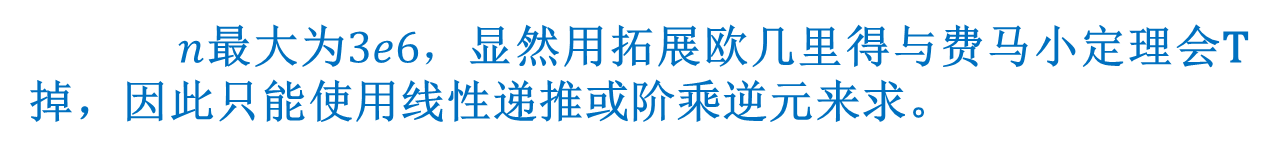 n最大为3e6，显然用拓展欧几里得与费马小定理会T
掉，因此只能使用线性递推或阶乘逆元来求。